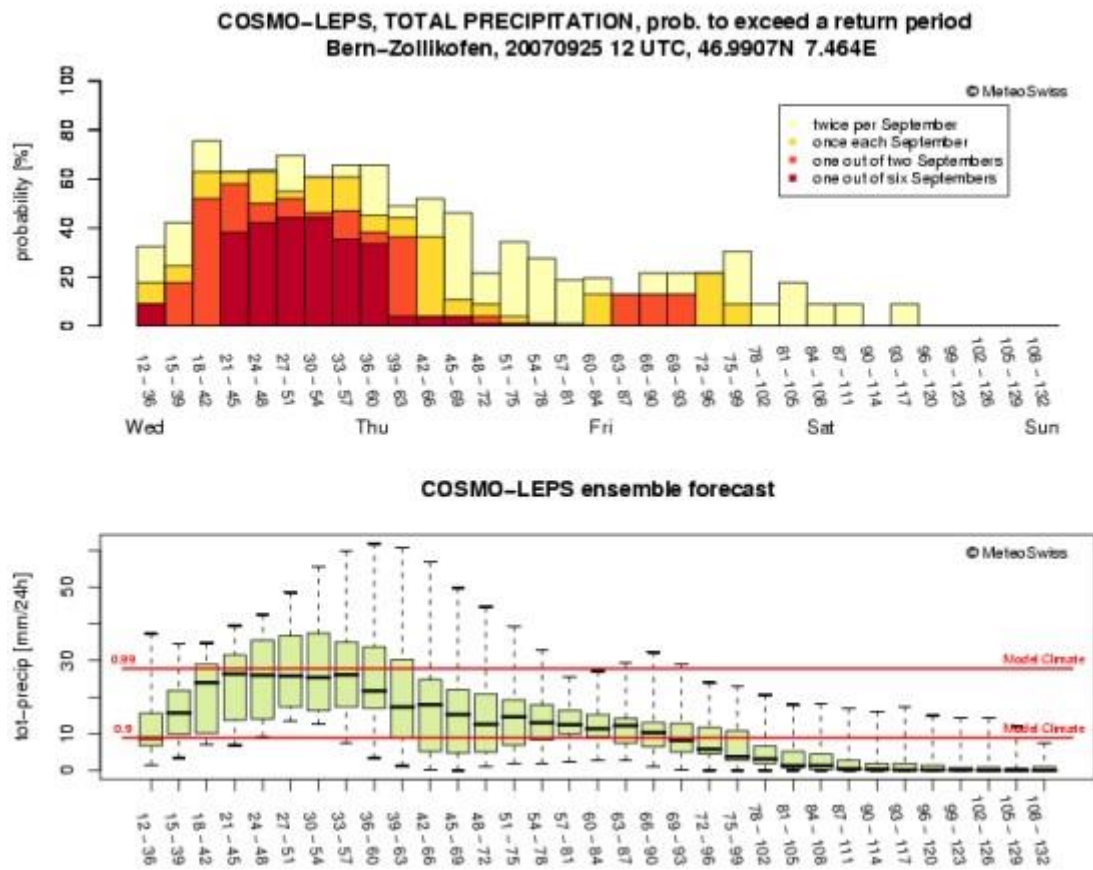 COSMO-LEPS, TOTAL PRECIPITATION, prob. to exceed a return period
Bern-Zollikofen, 20070925 12 UTC, 46.9907N 7.464E
© MeteoSwiss
twice per September
once each September
one out of two Septembers
one out of six Septembers
probability [%]
100
80
60
40
20
0
12 - 36
15 - 39
18 - 42
21 - 45
24 - 48
27 - 51
30 - 54
33 - 57
36 - 60
39 - 63
42 - 66
45 - 69
48 - 72
51 - 75
54 - 78
57 - 81
60 - 84
63 - 87
66 - 90
69 - 93
72 - 96
75 - 99
78 - 102
81 - 105
84 - 108
87 - 111
90 - 114
93 - 117
96 - 120
99 - 123
102 - 126
105 - 129
108 - 132
Wed Thu Fri Sat Sun
COSMO-LEPS ensemble forecast
© MeteoSwiss
tot-precip [mm/24h]
50
30
10
0
0.99 Model Climate
0.9 Model Climate
12 - 36
15 - 39
18 - 42
21 - 45
24 - 48
27 - 51
30 - 54
33 - 57
36 - 60
39 - 63
42 - 66
45 - 69
48 - 72
51 - 75
54 - 78
57 - 81
60 - 84
63 - 87
66 - 90
69 - 93
72 - 96
75 - 99
78 - 102
81 - 105
84 - 108
87 - 111
90 - 114
93 - 117
96 - 120
99 - 123
102 - 126
105 - 129
108 - 132